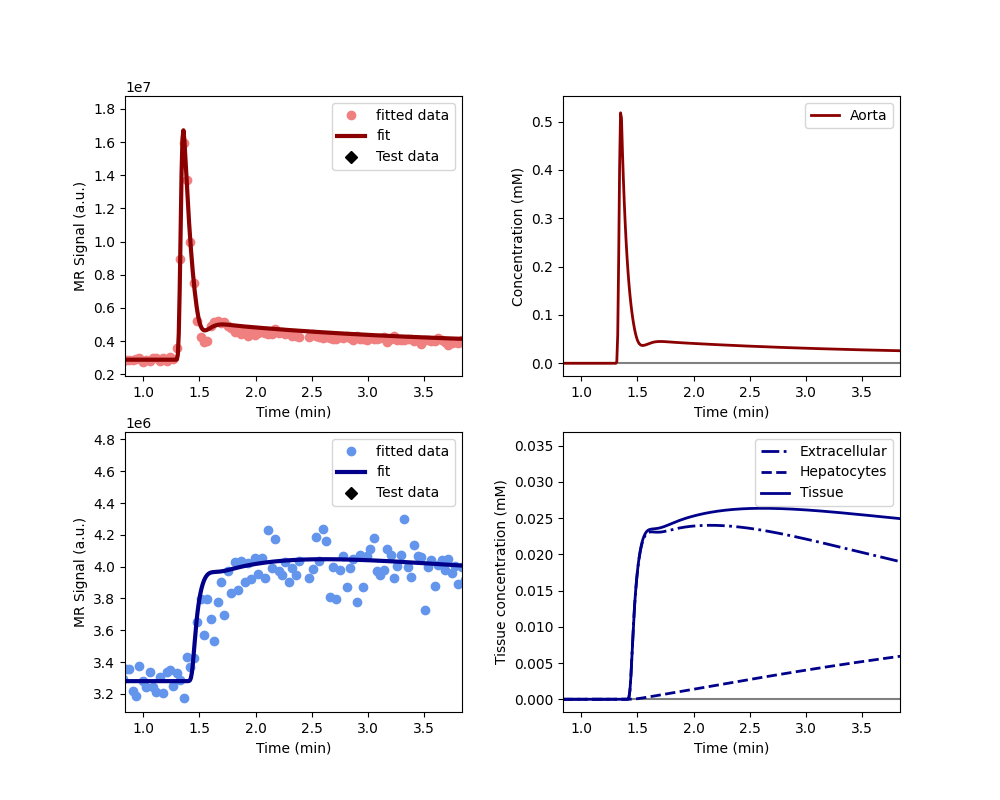 1e7
1.8
1.6
1.4
1.2
1.0
0.8
0.6
0.4
0.2
MR Signal (a.u.)
fitted data
fit
Test data
1.0 1.5 2.0 2.5 3.0 3.5
Time (min)
0.5
0.4
0.3
0.2
0.1
0.0
Concentration (mM)
Aorta
1.0 1.5 2.0 2.5 3.0 3.5
Time (min)
1e6
4.8
4.6
4.4
4.2
4.0
3.8
3.6
3.4
3.2
MR Signal (a.u.)
fitted data
fit
Test data
1.0 1.5 2.0 2.5 3.0 3.5
Time (min)
0.035
0.030
0.025
0.020
0.015
0.010
0.005
0.000
Tissue concentration (mM)
Extracellular
Hepatocytes
Tissue
1.0 1.5 2.0 2.5 3.0 3.5
Time (min)